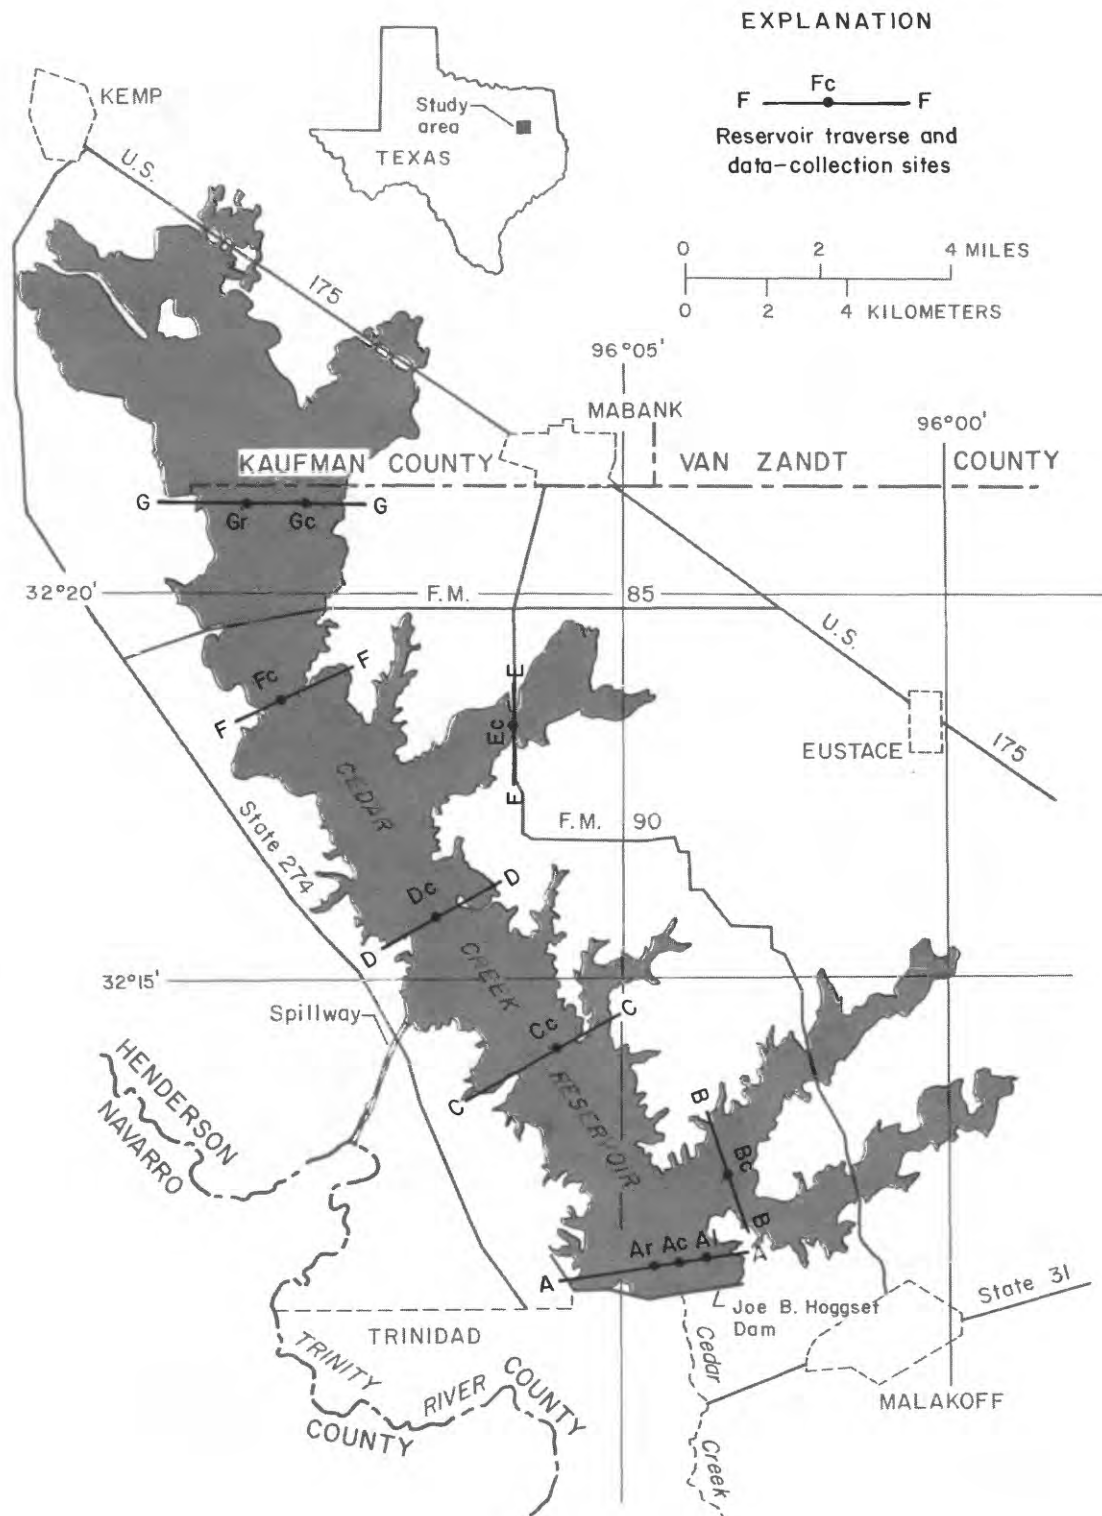 EXPLANATION
Fc
F F
Reservoir traverse and
data-collection sites
KEMP
U.S.
175
Study
area
TEXAS
0 2 4 MILES
0 2 4 KILOMETERS
96°05'
MABANK
96°00'
KAUFMAN COUNTY
VAN ZANDT COUNTY
G G
Gr Gc
32°20'
F.M. 85
U.S.
175
EUSTACE
F Fc F
E Ec E
F.M. 90
State 274
CEDAR
CREEK
RESERVOIR
D Dc D
32°15'
Spillway
C Cc C
HENDERSON
NAVARRO
B Bc B
A Ar Ac Al A
Joe B. Hoggset
Dam
State 31
TRINIDAD
Cedar
Creek
MALAKOFF
TRINITY
RIVER
COUNTY
COUNTY